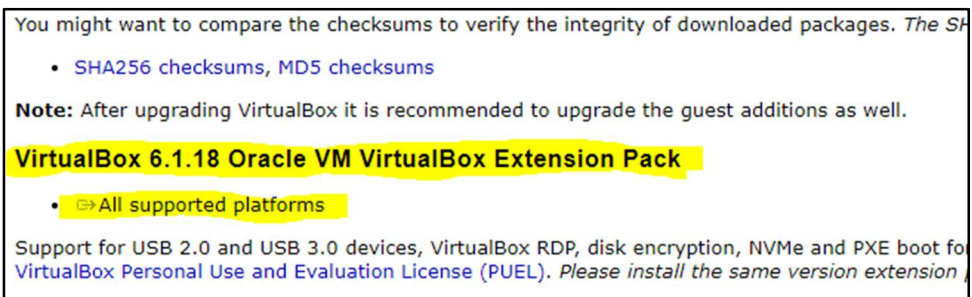 You might want to compare the checksums to verify the integrity of downloaded packages. The SH
• SHA256 checksums, MD5 checksums
Note: After upgrading VirtualBox it is recommended to upgrade the guest additions as well.
VirtualBox 6.1.18 Oracle VM VirtualBox Extension Pack
• All supported platforms
Support for USB 2.0 and USB 3.0 devices, VirtualBox RDP, disk encryption, NVMe and PXE boot fo
VirtualBox Personal Use and Evaluation License (PUEL). Please install the same version extension